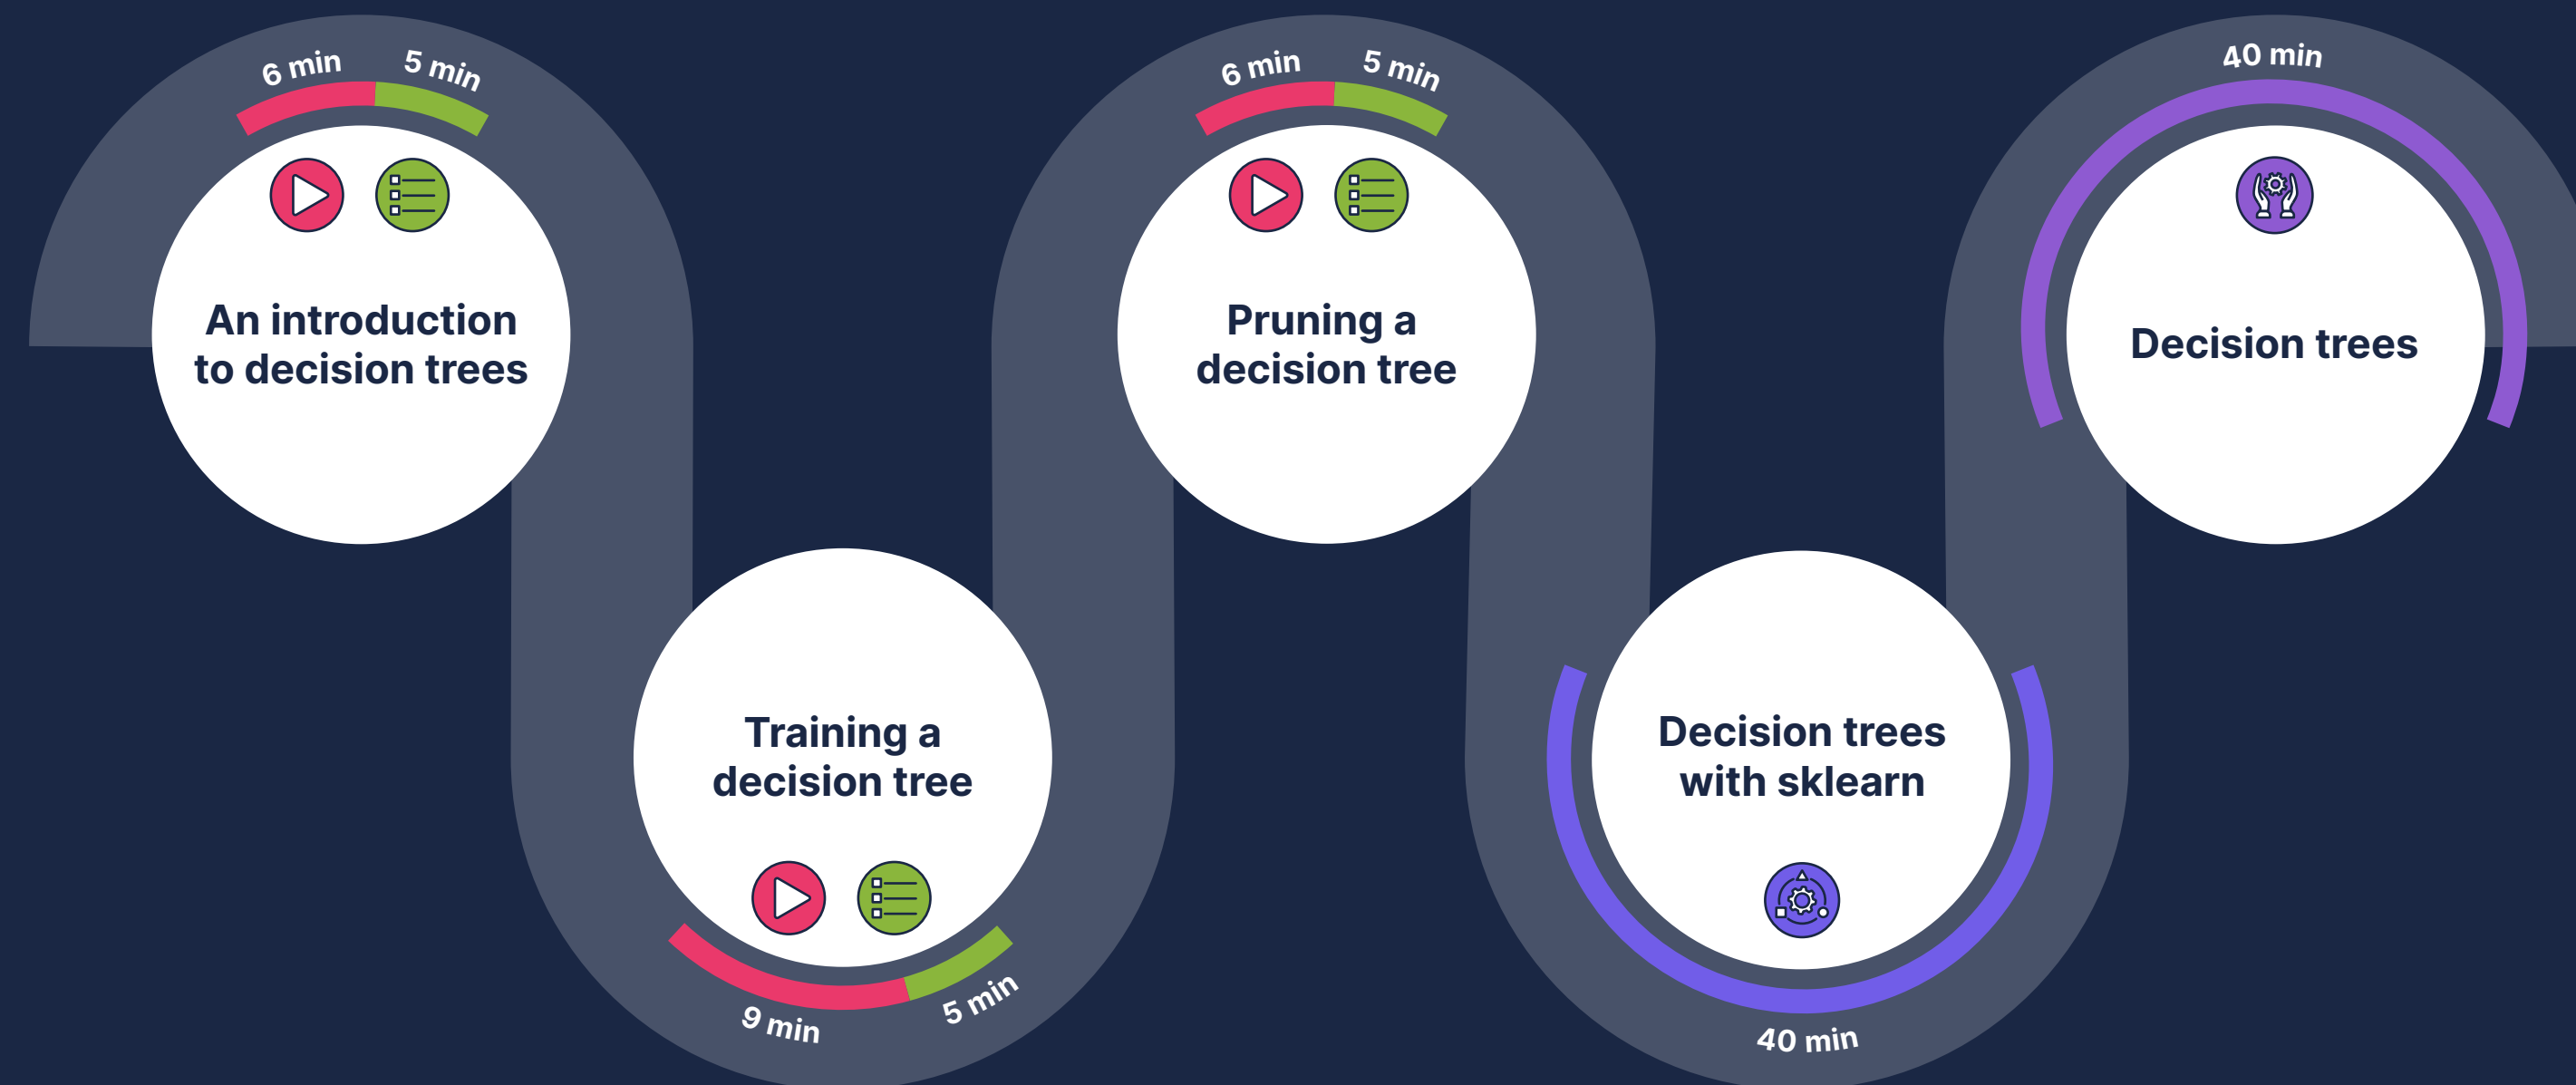 6 min
5 min
An introduction
to decision trees
Training a
decision tree
9 min
5 min
6 min
5 min
Pruning a
decision tree
Decision trees
with sklearn
40 min
40 min
Decision trees